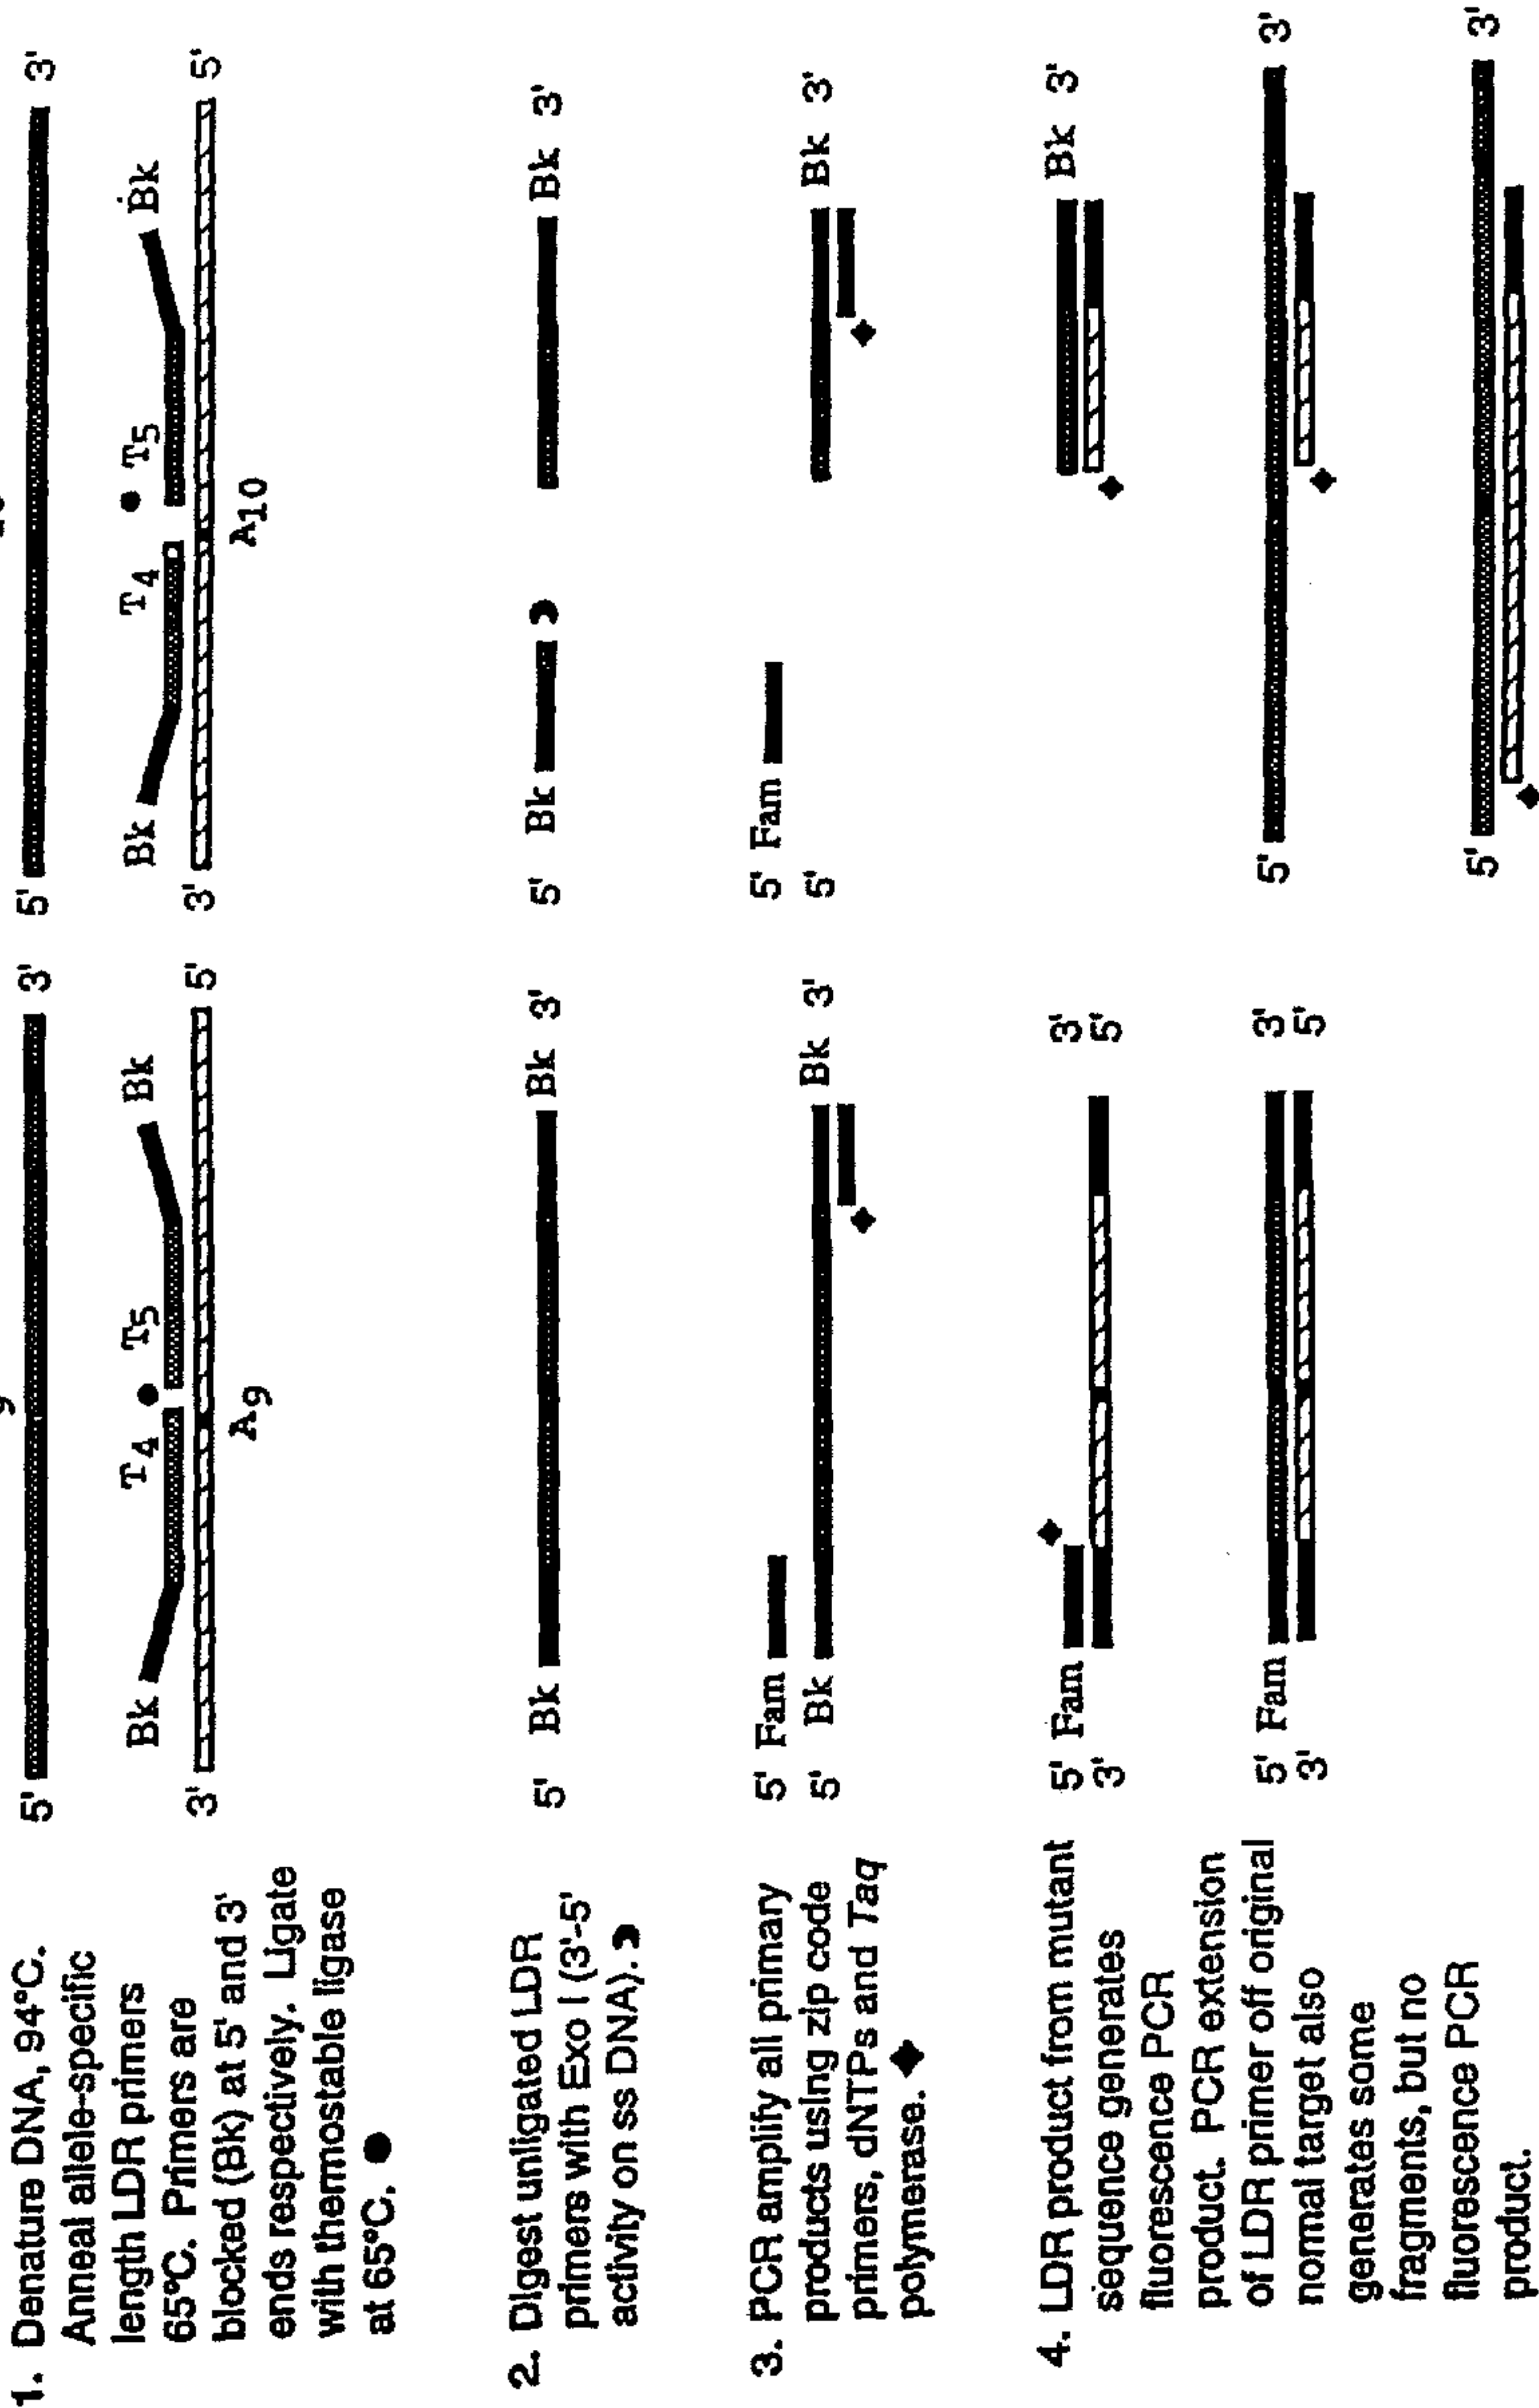 1. Denature DNA, 94°C.
Anneal allele-specific
length LDR primers
65°C. Primers are
blocked (Bk) at 5' and 3'
ends respectively. Ligate
with thermostable ligase
at 65°C. ●
5' 3'
Bk T4 ● T5 Bk
3' 5'
A9
5' 3'
Bk T4 ● T5 Bk
3' 5'
A10
2. Digest unligated LDR
primers with Exo I (3'-5'
activity on ss DNA).
5' Bk Bk 3'
5' Bk Bk 3'
3. PCR amplify all primary
products using zip code
primers, dNTPs and Taq
polymerase. ◆
5' Fam
5' Bk Bk 3'
5' Fam
5' Bk 3'
4. LDR product from mutant
sequence generates
fluorescence PCR
product. PCR extension
of LDR primer off original
normal target also
generates some
fragments, but no
fluorescence PCR
product.
5' Fam 3'
3' 5'
5' Fam 3'
3' 5'
Bk 3'
5' 3'
5' 3'